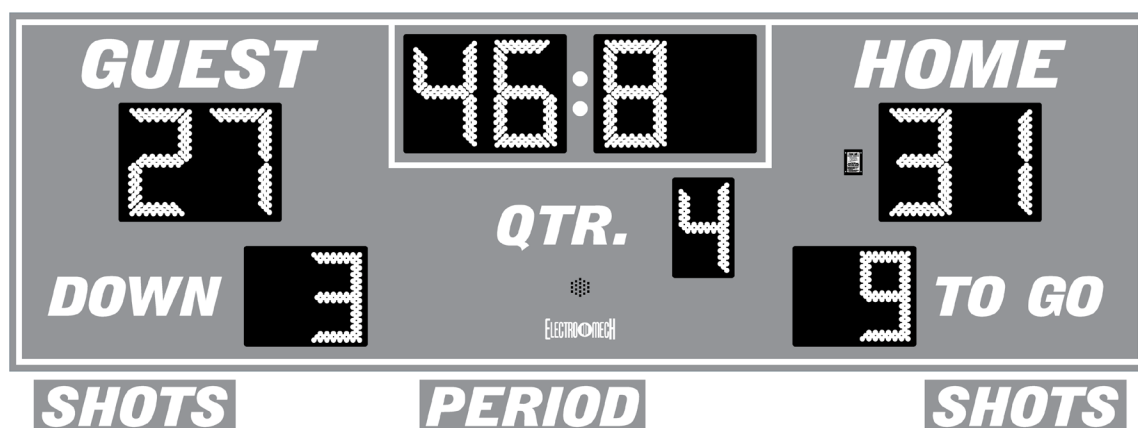 GUEST 46:8 HOME
27 31
QTR. 4
DOWN 3 9 TO GO
ELECTRO MECH
SHOTS PERIOD SHOTS